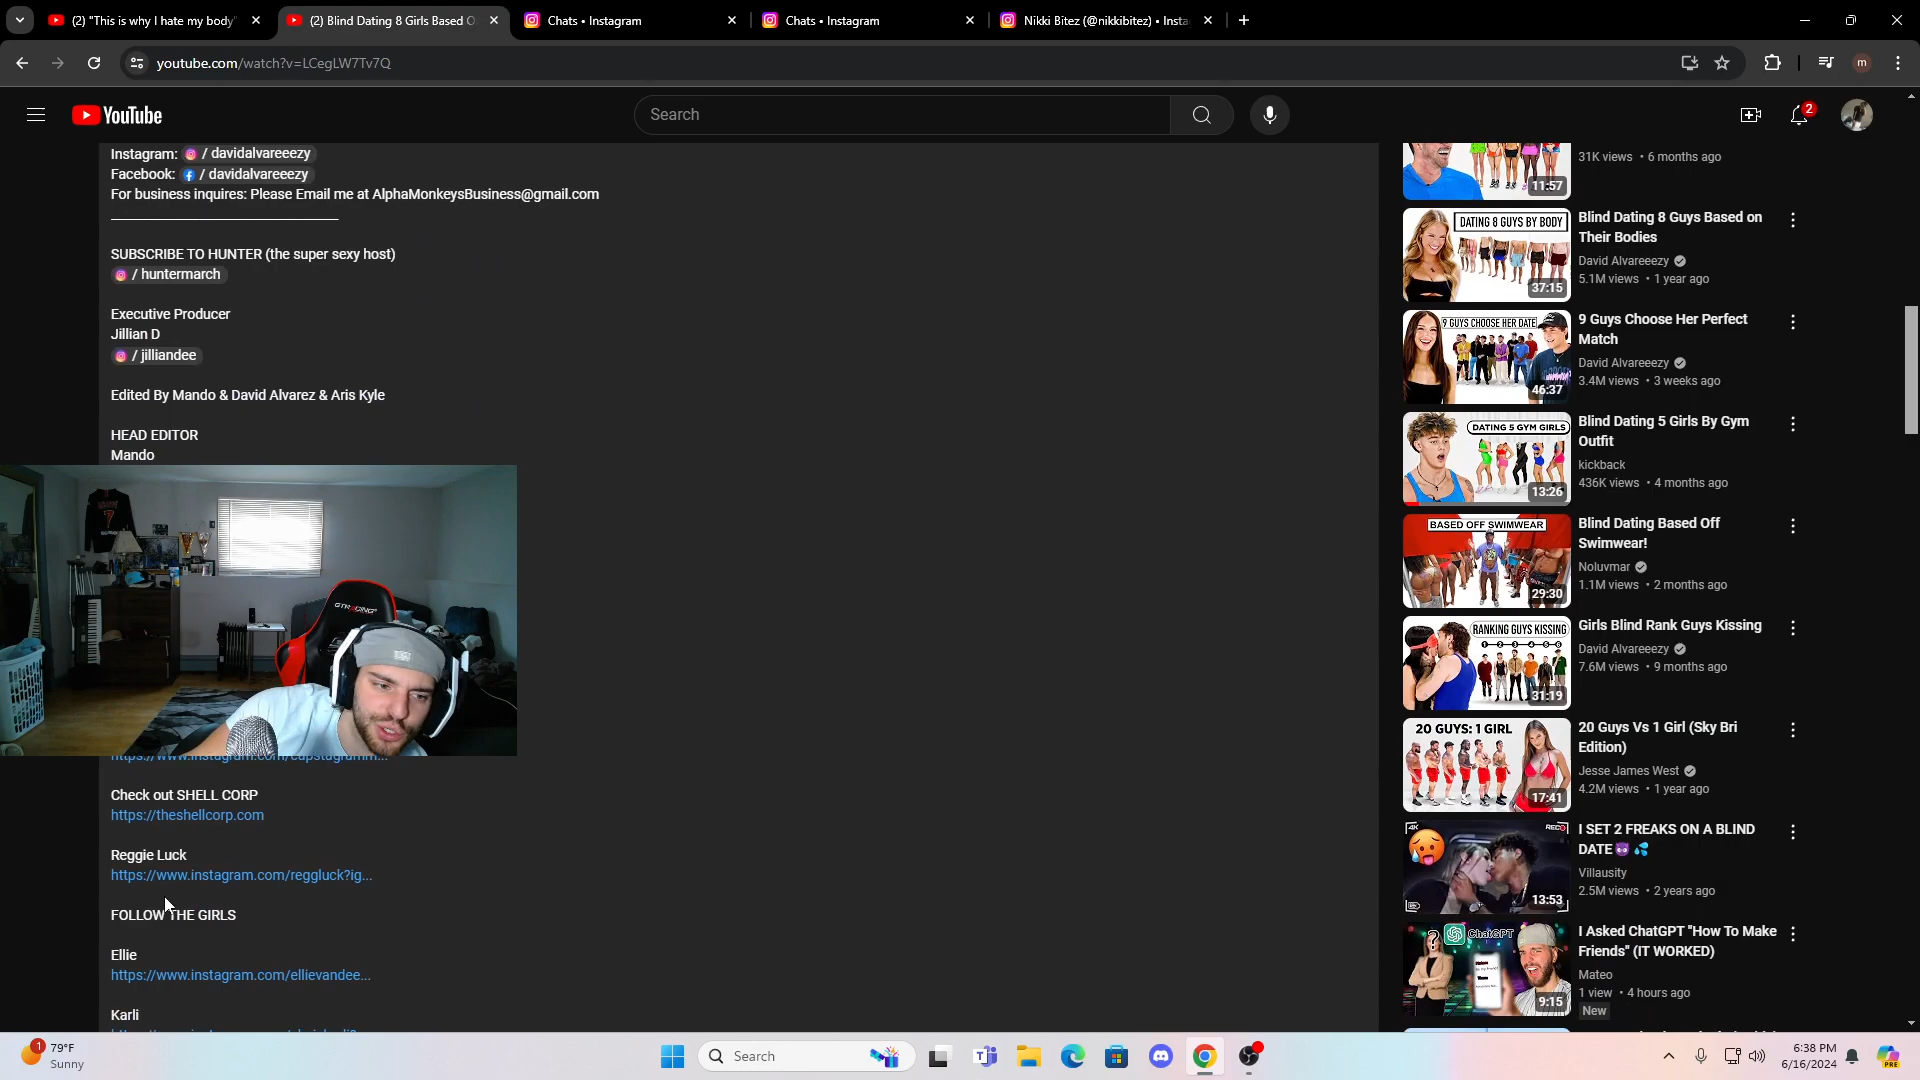 (2) "This is why I hate my body"
(2) Blind Dating 8 Girls Based O
Chats • Instagram
Chats • Instagram
Nikki Bitez (@nikkibitez) • Insta
youtube.com/watch?v=LCegLW7Tv7Q
m
YouTube
Search
2
Instagram: / davidalvareeezy
Facebook: / davidalvareeezy
For business inquires: Please Email me at AlphaMonkeysBusiness@gmail.com
SUBSCRIBE TO HUNTER (the super sexy host)
/ huntermarch
Executive Producer
Jillian D
/ jilliandee
Edited By Mando & David Alvarez & Aris Kyle
HEAD EDITOR
Mando
GTRACING
Check out SHELL CORP
https://theshellcorp.com
Reggie Luck
https://www.instagram.com/reggluck?ig...
FOLLOW THE GIRLS
Ellie
https://www.instagram.com/ellievandee...
Karli
11:57
31K views • 6 months ago
DATING 8 GUYS BY BODY
37:15
Blind Dating 8 Guys Based on
Their Bodies
David Alvareeezy
5.1M views • 1 year ago
9 GUYS CHOOSE HER DATE
46:37
9 Guys Choose Her Perfect
Match
David Alvareeezy
3.4M views • 3 weeks ago
DATING 5 GYM GIRLS
13:26
Blind Dating 5 Girls By Gym
Outfit
kickback
436K views • 4 months ago
BASED OFF SWIMWEAR
29:30
Blind Dating Based Off
Swimwear!
Noluvmar
1.1M views • 2 months ago
RANKING GUYS KISSING
1 2 3 4 5 6
31:19
Girls Blind Rank Guys Kissing
David Alvareeezy
7.6M views • 9 months ago
20 GUYS: 1 GIRL
17:41
20 Guys Vs 1 Girl (Sky Bri
Edition)
Jesse James West
4.2M views • 1 year ago
4K
REC
13:53
I SET 2 FREAKS ON A BLIND
DATE😈💦
Villausity
2.5M views • 2 years ago
ChatGPT
9:15
I Asked ChatGPT "How To Make
Friends" (IT WORKED)
Mateo
1 view • 4 hours ago
New
1
79°F
Sunny
Search
6:38 PM
6/16/2024
PRE